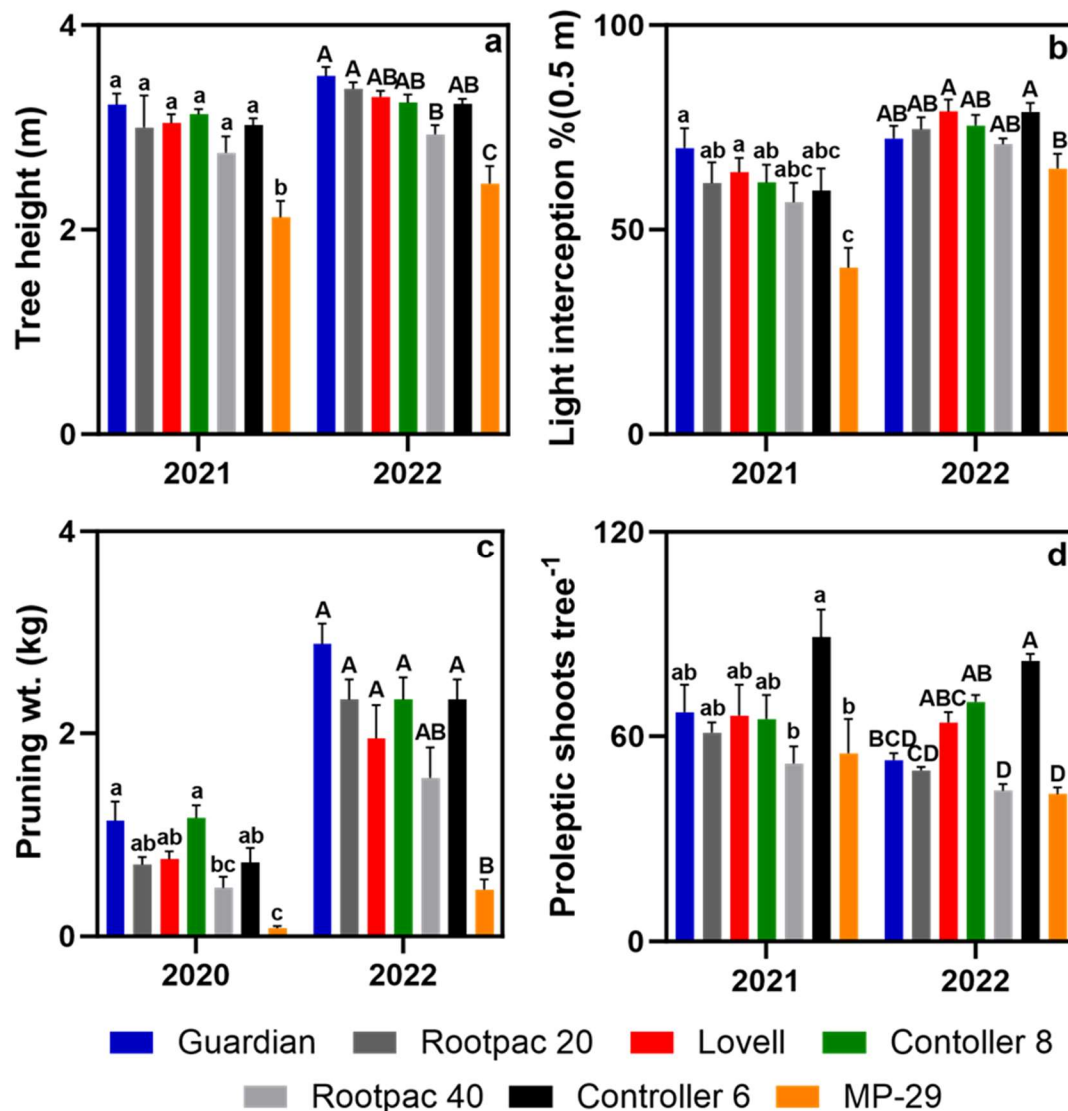 4
2
0
Tree height (m)
a
a a a a a a b
A A AB AB B AB C
2021 2022
100
50
0
Light interception %(0.5 m)
b
a ab a ab abc abc c
AB AB A AB AB A B
2021 2022
4
2
0
Pruning wt. (kg)
c
a ab ab a bc ab c
A A A A AB A B
2020 2022
120
60
0
Proleptic shoots tree-1
d
ab ab ab ab b a b
BCD CD ABC AB D A D
2021 2022
Guardian Rootpac 20 Lovell Contoller 8
Rootpac 40 Controller 6 MP-29